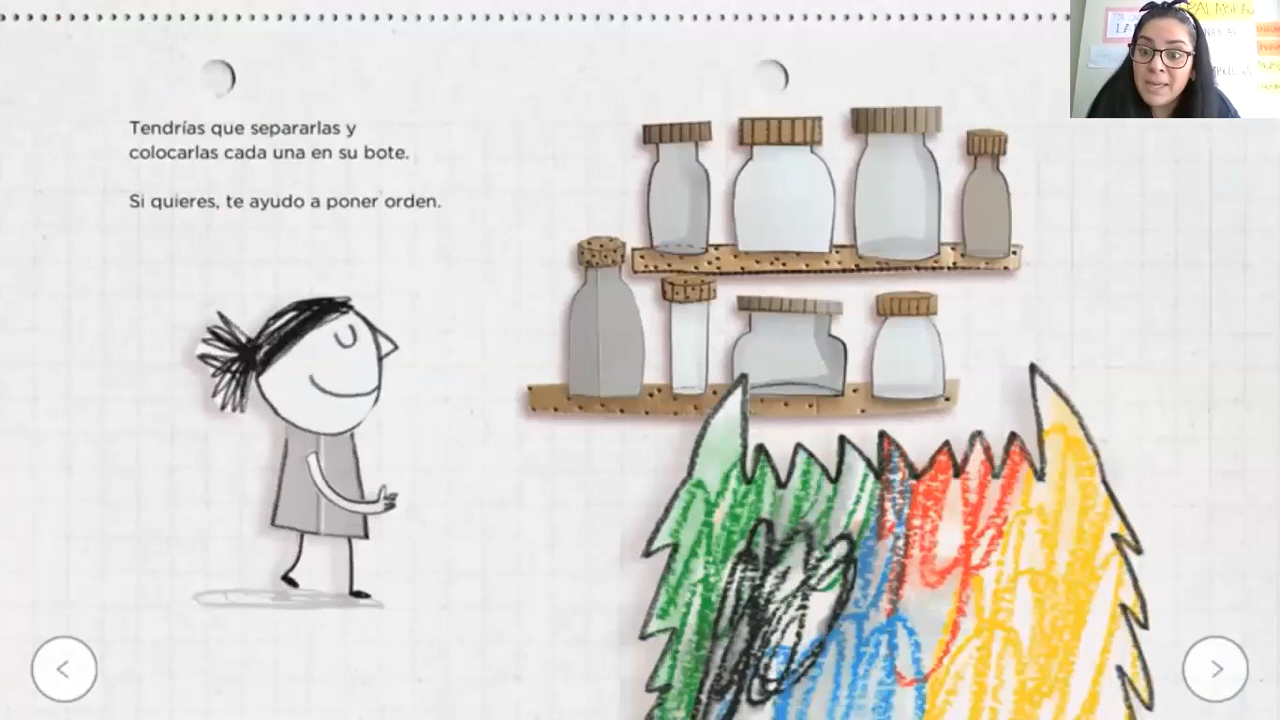 Tendrías que separarlas y
colocarlas cada una en su bote.
Si quieres, te ayudo a poner orden.